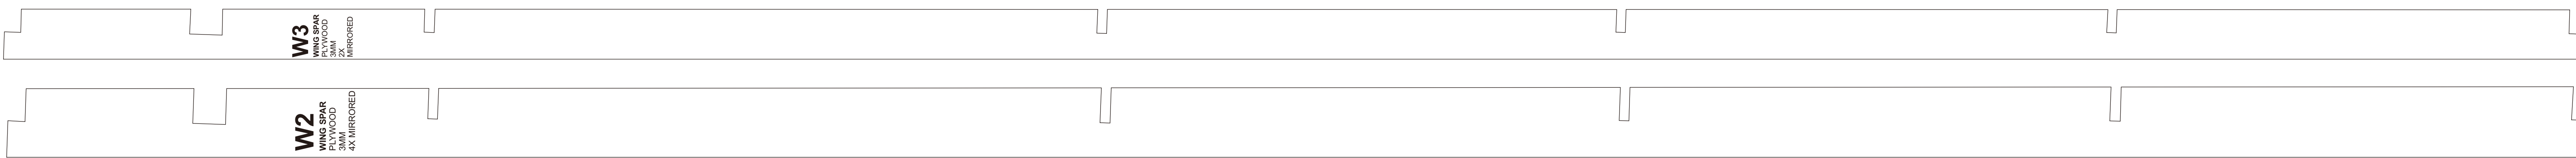 W3
WING SPAR
PLYWOOD
3MM
2X
MIRRORED
W2
WING SPAR
PLYWOOD
3MM
4X MIRRORED